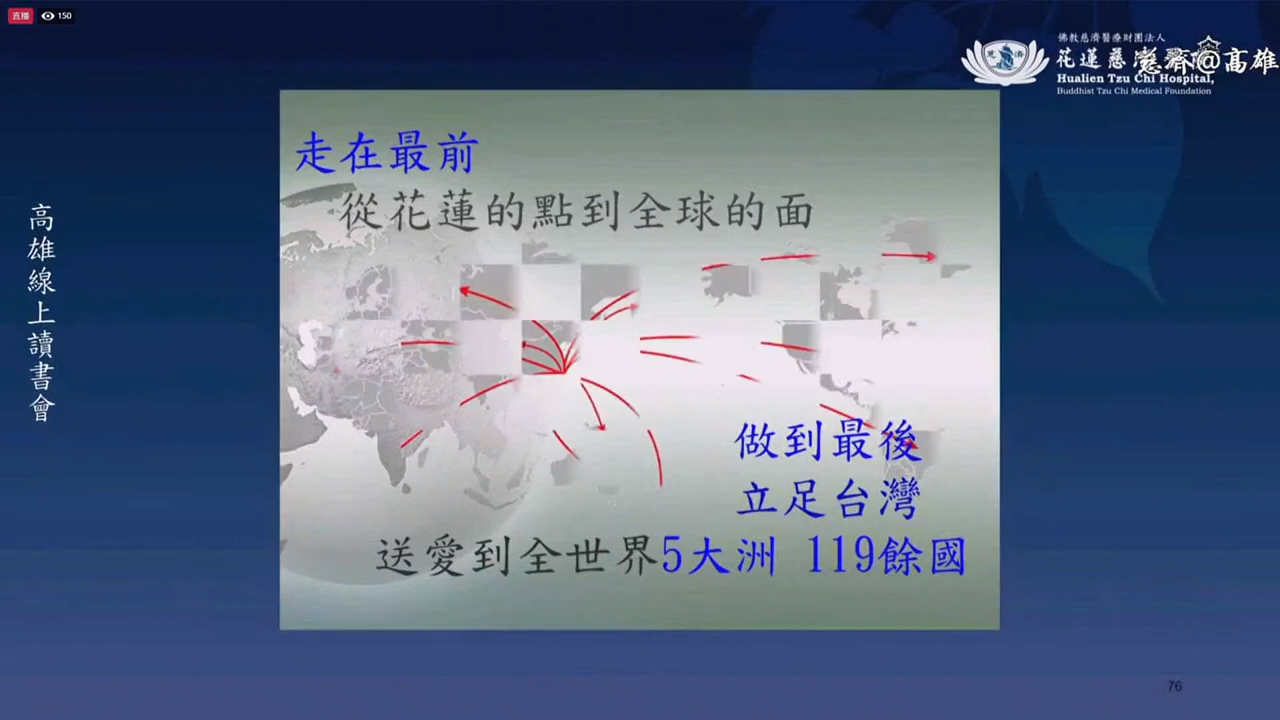 直播 150
佛教慈濟醫療財團法人
花蓮慈濟
慈濟@高雄
Hualien Tzu Chi Hospital,
Buddhist Tzu Chi Medical Foundation
高雄線上讀書會
走在最前
從花蓮的點到全球的面
做到最後
立足台灣
送愛到全世界5大洲 119餘國
76